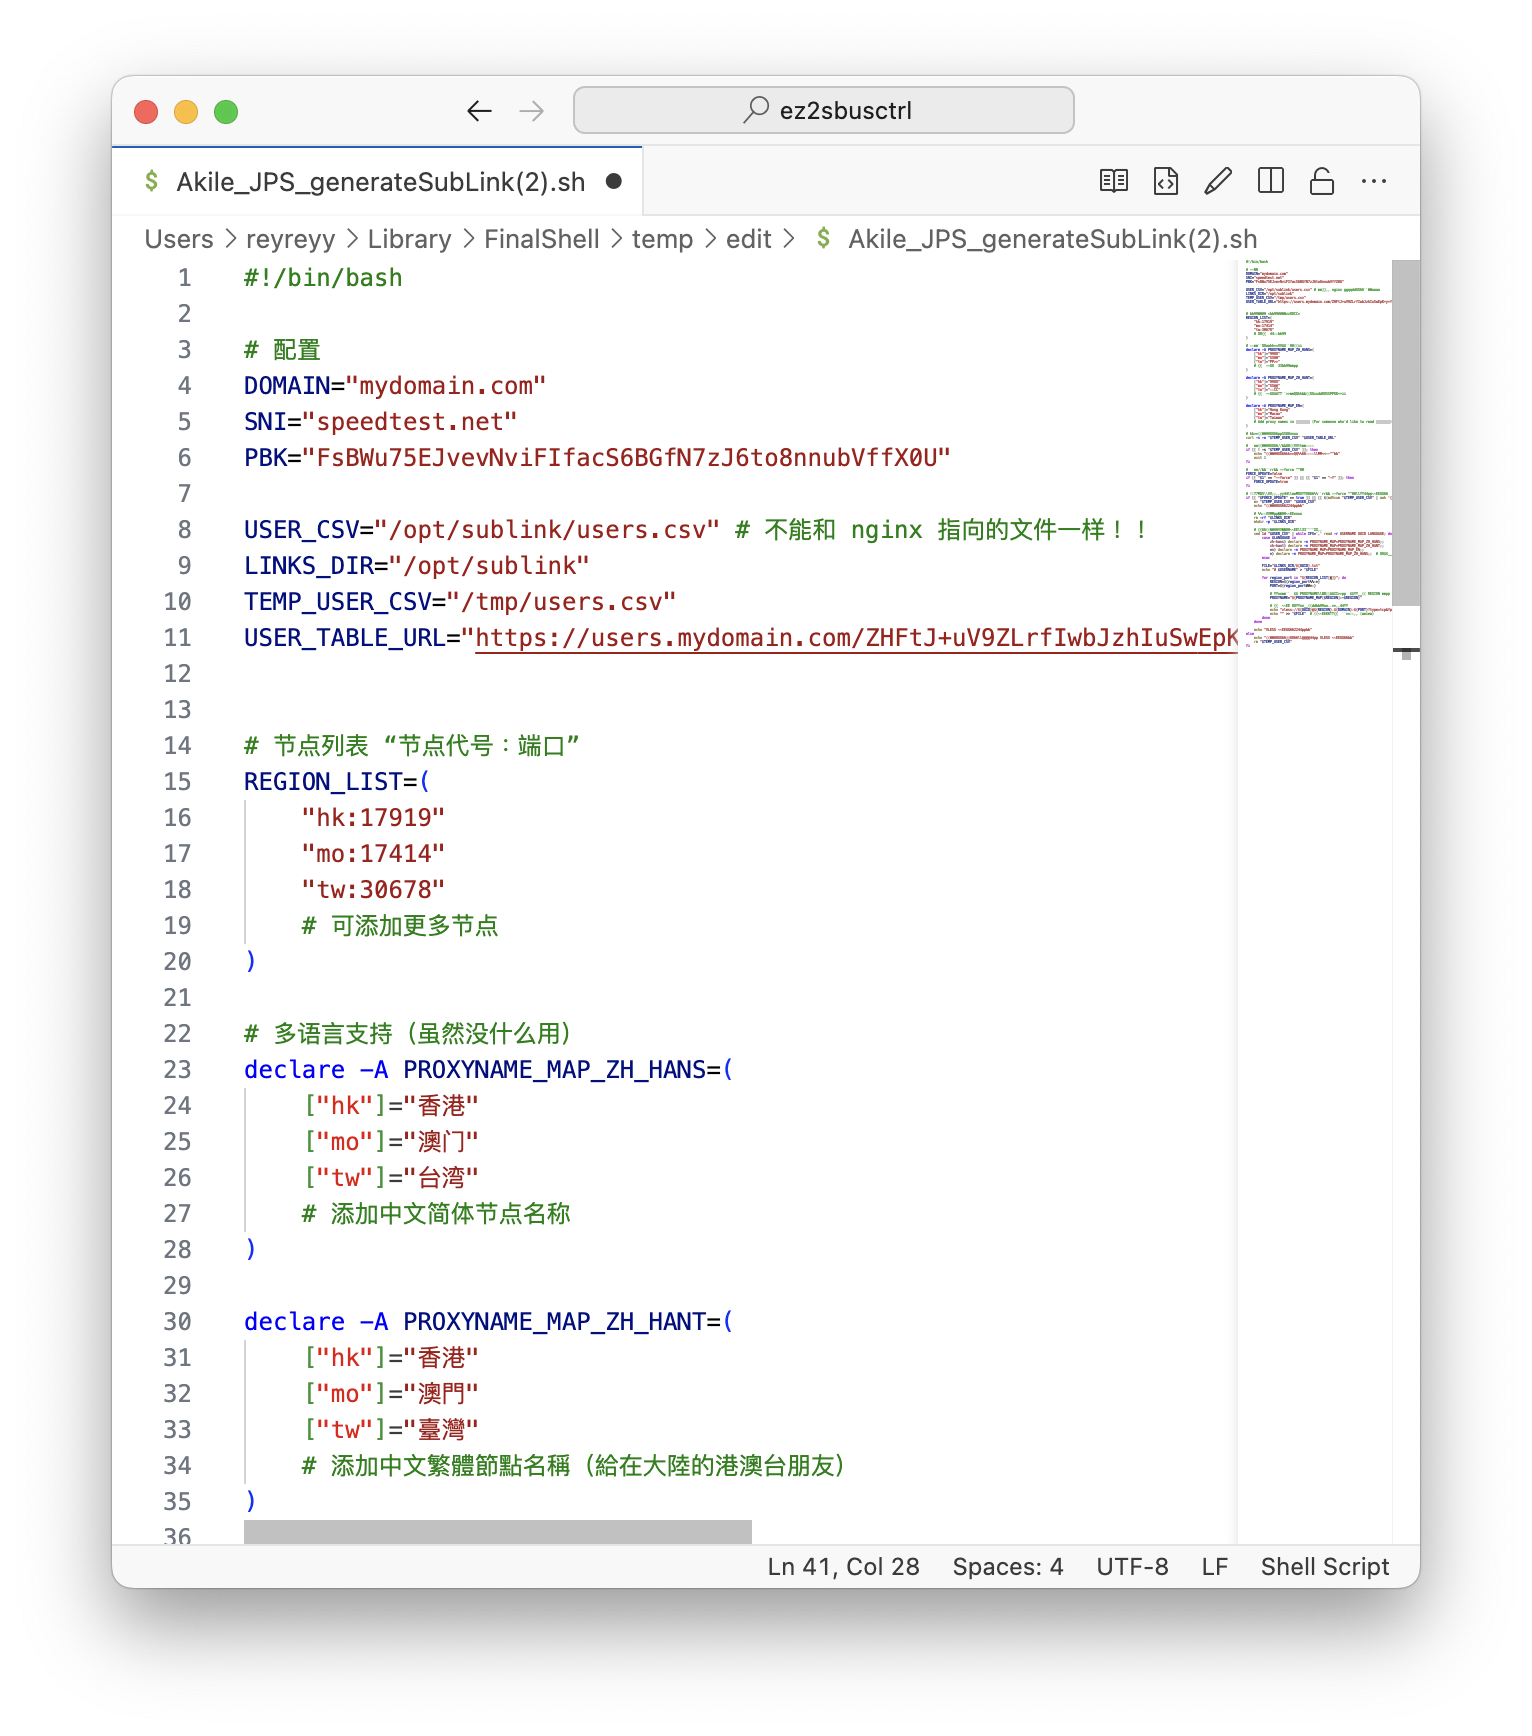 ez2sbusctrl
$ Akile_JPS_generateSubLink(2).sh
Users > reyreyy > Library > FinalShell > temp > edit > $ Akile_JPS_generateSubLink(2).sh
1 #!/bin/bash
2
3 # 配置
4 DOMAIN="mydomain.com"
5 SNI="speedtest.net"
6 PBK="FsBWu75EJvevNviFIfacS6BGfN7zJ6to8nnubVffX0U"
7
8 USER_CSV="/opt/sublink/users.csv" # 不能和 nginx 指向的文件一样！！
9 LINKS_DIR="/opt/sublink"
10 TEMP_USER_CSV="/tmp/users.csv"
11 USER_TABLE_URL="https://users.mydomain.com/ZHFtJ+uV9ZLrfIwbJzhIuSwEpK
12
13
14 # 节点列表 “节点代号：端口”
15 REGION_LIST=(
16 "hk:17919"
17 "mo:17414"
18 "tw:30678"
19 # 可添加更多节点
20 )
21
22 # 多语言支持（虽然没什么用）
23 declare -A PROXYNAME_MAP_ZH_HANS=(
24 ["hk"]="香港"
25 ["mo"]="澳门"
26 ["tw"]="台湾"
27 # 添加中文简体节点名称
28 )
29
30 declare -A PROXYNAME_MAP_ZH_HANT=(
31 ["hk"]="香港"
32 ["mo"]="澳門"
33 ["tw"]="臺灣"
34 # 添加中文繁體節點名稱（給在大陸的港澳台朋友）
35 )
36
Ln 41, Col 28 Spaces: 4 UTF-8 LF Shell Script